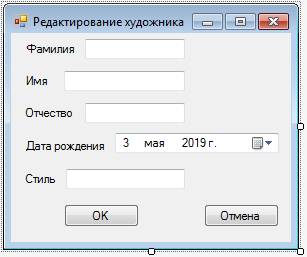 Редактирование художника
Фамилия
Имя
Отчество
Дата рождения 3 мая 2019 г.
Стиль
OK Отмена